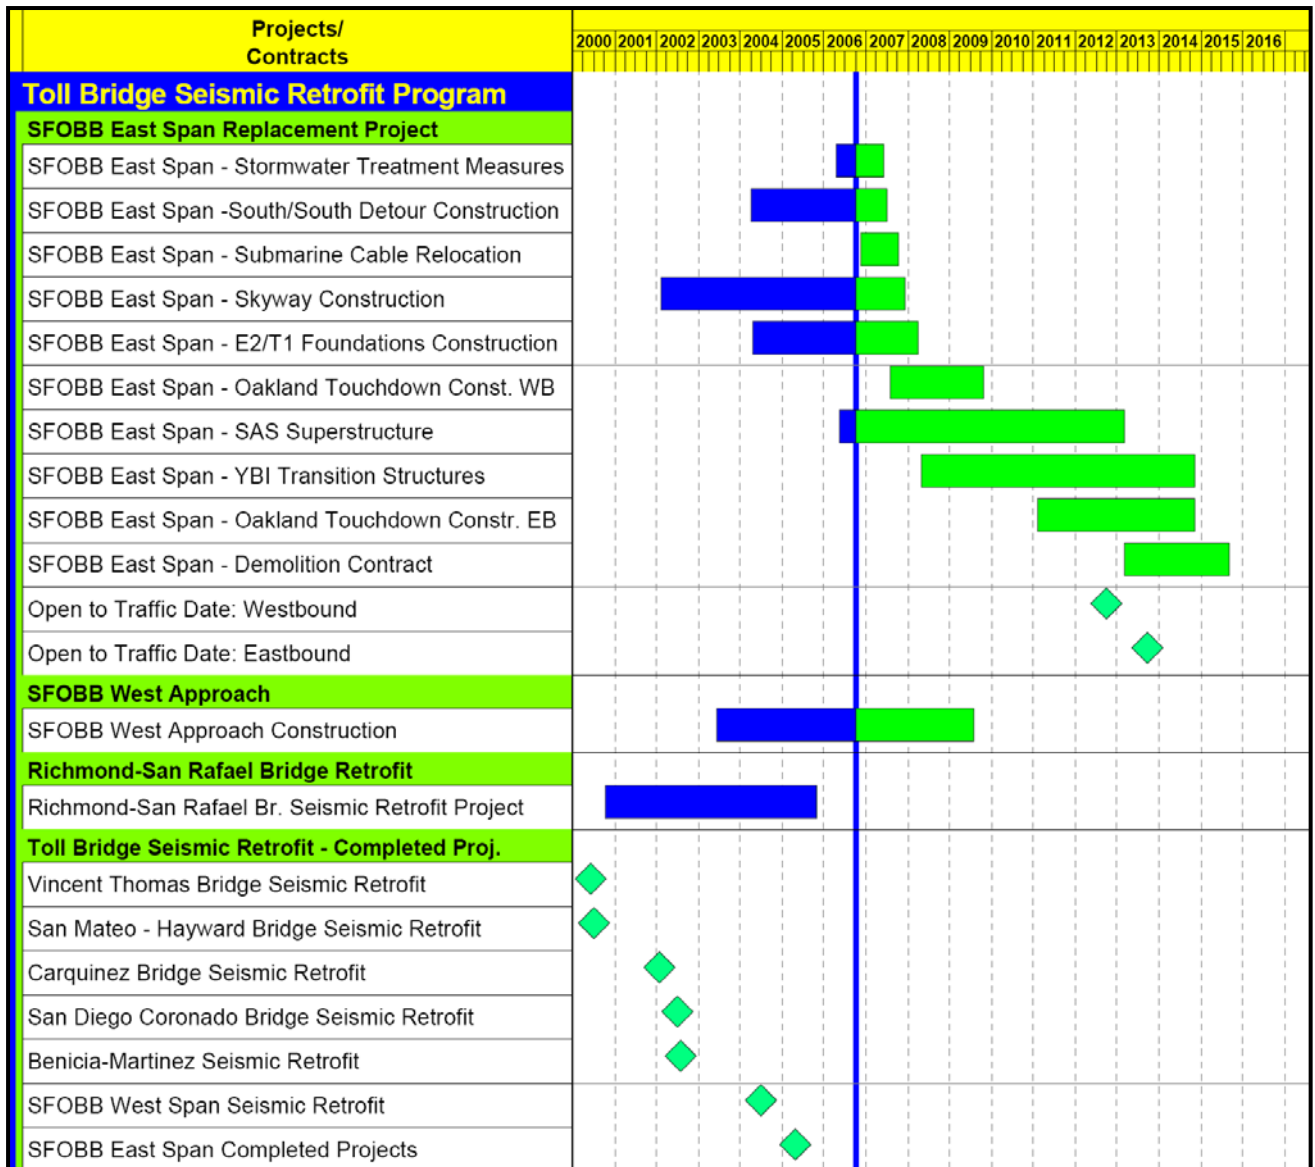 Projects/
Contracts
2000 2001 2002 2003 2004 2005 2006 2007 2008 2009 2010 2011 2012 2013 2014 2015 2016
Toll Bridge Seismic Retrofit Program
SFOBB East Span Replacement Project
SFOBB East Span - Stormwater Treatment Measures
SFOBB East Span -South/South Detour Construction
SFOBB East Span - Submarine Cable Relocation
SFOBB East Span - Skyway Construction
SFOBB East Span - E2/T1 Foundations Construction
SFOBB East Span - Oakland Touchdown Const. WB
SFOBB East Span - SAS Superstructure
SFOBB East Span - YBI Transition Structures
SFOBB East Span - Oakland Touchdown Constr. EB
SFOBB East Span - Demolition Contract
Open to Traffic Date: Westbound
Open to Traffic Date: Eastbound
SFOBB West Approach
SFOBB West Approach Construction
Richmond-San Rafael Bridge Retrofit
Richmond-San Rafael Br. Seismic Retrofit Project
Toll Bridge Seismic Retrofit - Completed Proj.
Vincent Thomas Bridge Seismic Retrofit
San Mateo - Hayward Bridge Seismic Retrofit
Carquinez Bridge Seismic Retrofit
San Diego Coronado Bridge Seismic Retrofit
Benicia-Martinez Seismic Retrofit
SFOBB West Span Seismic Retrofit
SFOBB East Span Completed Projects